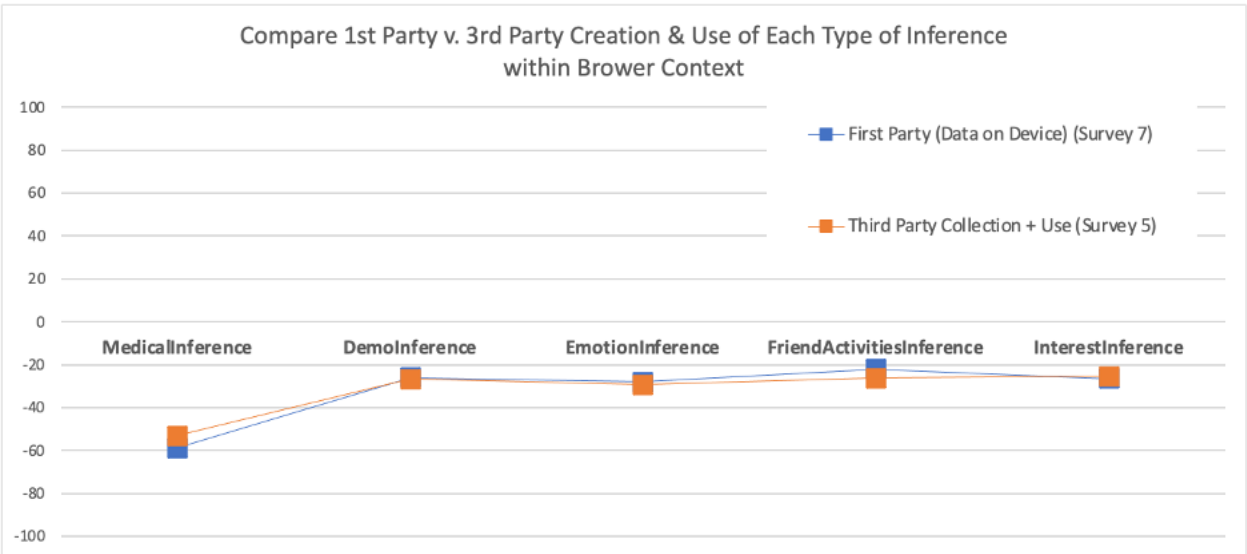 Compare 1st Party v. 3rd Party Creation & Use of Each Type of Inference
within Brower Context
100
80
60
40
20
0
-20
-40
-60
-80
-100
First Party (Data on Device) (Survey 7)
Third Party Collection + Use (Survey 5)
MedicalInference
DemoInference
EmotionInference
FriendActivitiesInference
InterestInference